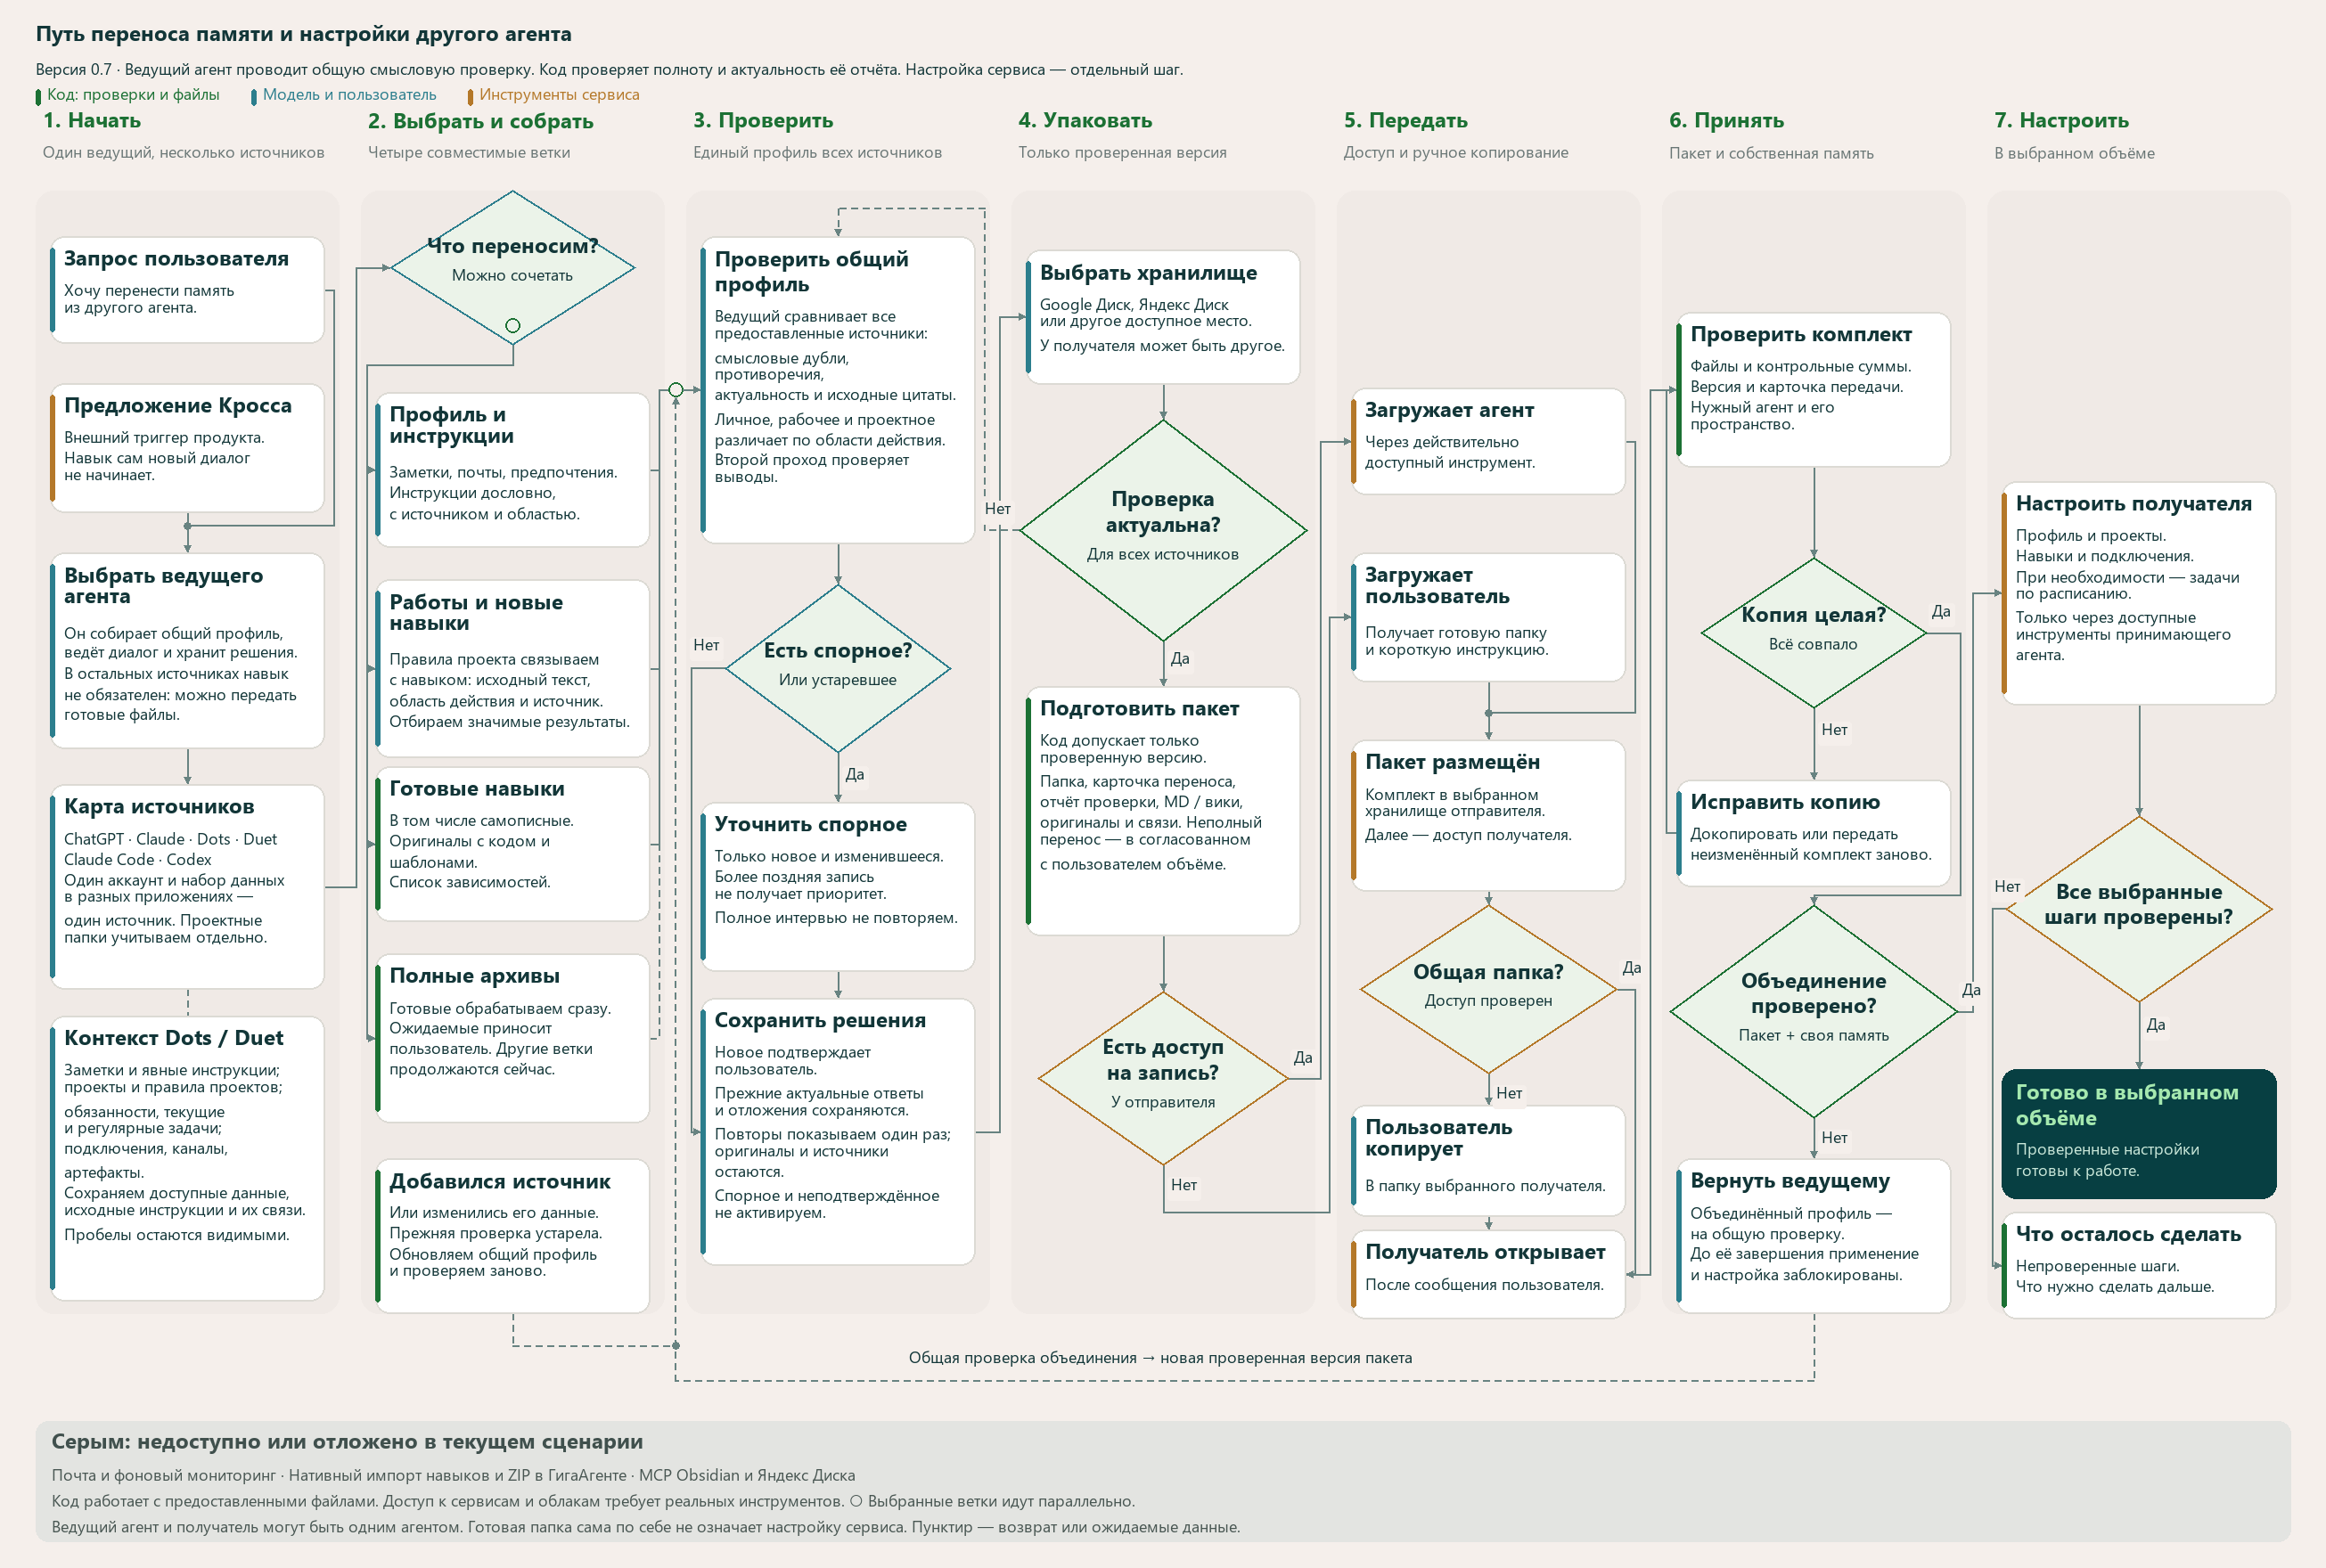 Путь переноса памяти и настройки другого агента
Версия 0.7 · Ведущий агент проводит общую смысловую проверку. Код проверяет полноту и актуальность её отчёта. Настройка сервиса — отдельный шаг.
Код: проверки и файлы
Модель и пользователь
Инструменты сервиса
1. Начать
Один ведущий, несколько источников
Запрос пользователя
Хочу перенести память
из другого агента.
Предложение Кросса
Внешний триггер продукта.
Навык сам новый диалог
не начинает.
Выбрать ведущего
агента
Он собирает общий профиль,
ведёт диалог и хранит решения.
В остальных источниках навык
не обязателен: можно передать
готовые файлы.
Карта источников
ChatGPT · Claude · Dots · Duet
Claude Code · Codex
Один аккаунт и набор данных
в разных приложениях —
один источник. Проектные
папки учитываем отдельно.
Контекст Dots / Duet
Заметки и явные инструкции;
проекты и правила проектов;
обязанности, текущие
и регулярные задачи;
подключения, каналы,
артефакты.
Сохраняем доступные данные,
исходные инструкции и их связи.
Пробелы остаются видимыми.
2. Выбрать и собрать
Четыре совместимые ветки
Что переносим?
Можно сочетать
Профиль и
инструкции
Заметки, почты, предпочтения.
Инструкции дословно,
с источником и областью.
Работы и новые
навыки
Правила проекта связываем
с навыком: исходный текст,
область действия и источник.
Отбираем значимые результаты.
Готовые навыки
В том числе самописные.
Оригиналы с кодом и
шаблонами.
Список зависимостей.
Полные архивы
Готовые обрабатываем сразу.
Ожидаемые приносит
пользователь. Другие ветки
продолжаются сейчас.
Добавился источник
Или изменились его данные.
Прежняя проверка устарела.
Обновляем общий профиль
и проверяем заново.
3. Проверить
Единый профиль всех источников
Проверить общий
профиль
Ведущий сравнивает все
предоставленные источники:
смысловые дубли,
противоречия,
актуальность и исходные цитаты.
Личное, рабочее и проектное
различает по области действия.
Второй проход проверяет
выводы.
Есть спорное?
Или устаревшее
Нет
Да
Уточнить спорное
Только новое и изменившееся.
Более поздняя запись
не получает приоритет.
Полное интервью не повторяем.
Сохранить решения
Новое подтверждает
пользователь.
Прежние актуальные ответы
и отложения сохраняются.
Повторы показываем один раз;
оригиналы и источники
остаются.
Спорное и неподтверждённое
не активируем.
4. Упаковать
Только проверенная версия
Выбрать хранилище
Google Диск, Яндекс Диск
или другое доступное место.
У получателя может быть другое.
Нет
Проверка
актуальна?
Для всех источников
Да
Подготовить пакет
Код допускает только
проверенную версию.
Папка, карточка переноса,
отчёт проверки, MD / вики,
оригиналы и связи. Неполный
перенос — в согласованном
с пользователем объёме.
Есть доступ
на запись?
У отправителя
Да
Нет
5. Передать
Доступ и ручное копирование
Загружает агент
Через действительно
доступный инструмент.
Загружает
пользователь
Получает готовую папку
и короткую инструкцию.
Пакет размещён
Комплект в выбранном
хранилище отправителя.
Далее — доступ получателя.
Общая папка?
Доступ проверен
Да
Нет
Пользователь
копирует
В папку выбранного получателя.
Получатель открывает
После сообщения пользователя.
6. Принять
Пакет и собственная память
Проверить комплект
Файлы и контрольные суммы.
Версия и карточка передачи.
Нужный агент и его
пространство.
Копия целая?
Всё совпало
Да
Нет
Исправить копию
Докопировать или передать
неизменённый комплект заново.
Объединение
проверено?
Пакет + своя память
Да
Нет
Вернуть ведущему
Объединённый профиль —
на общую проверку.
До её завершения применение
и настройка заблокированы.
7. Настроить
В выбранном объёме
Настроить получателя
Профиль и проекты.
Навыки и подключения.
При необходимости — задачи
по расписанию.
Только через доступные
инструменты принимающего
агента.
Нет
Все выбранные
шаги проверены?
Да
Готово в выбранном
объёме
Проверенные настройки
готовы к работе.
Что осталось сделать
Непроверенные шаги.
Что нужно сделать дальше.
Общая проверка объединения → новая проверенная версия пакета
Серым: недоступно или отложено в текущем сценарии
Почта и фоновый мониторинг · Нативный импорт навыков и ZIP в ГигаАгенте · MCP Obsidian и Яндекс Диска
Код работает с предоставленными файлами. Доступ к сервисам и облакам требует реальных инструментов. ○ Выбранные ветки идут параллельно.
Ведущий агент и получатель могут быть одним агентом. Готовая папка сама по себе не означает настройку сервиса. Пунктир — возврат или ожидаемые данные.